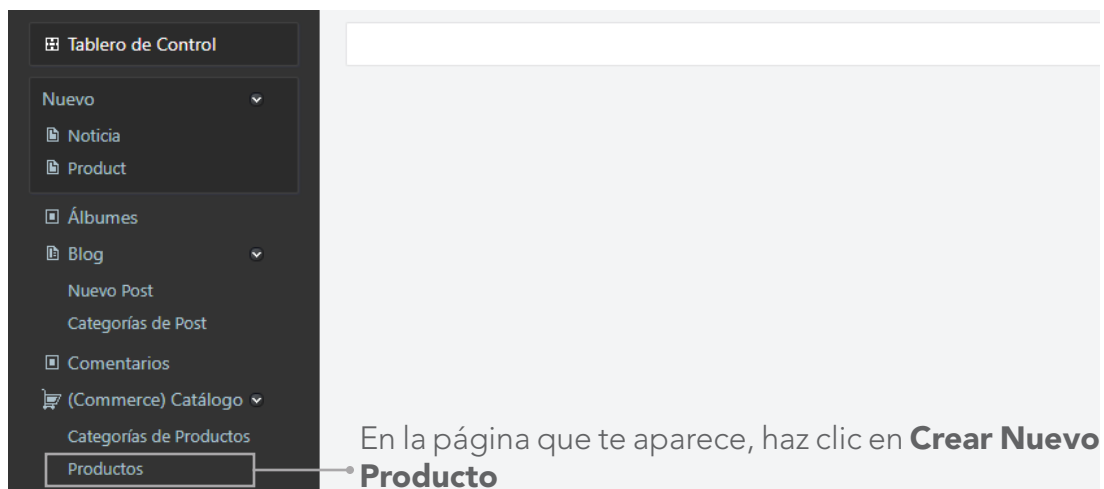 Tablero de Control
Nuevo
Noticia
Product
Álbumes
Blog
Nuevo Post
Categorías de Post
Comentarios
(Commerce) Catálogo
Categorías de Productos
Productos
En la página que te aparece, haz clic en Crear Nuevo
Producto